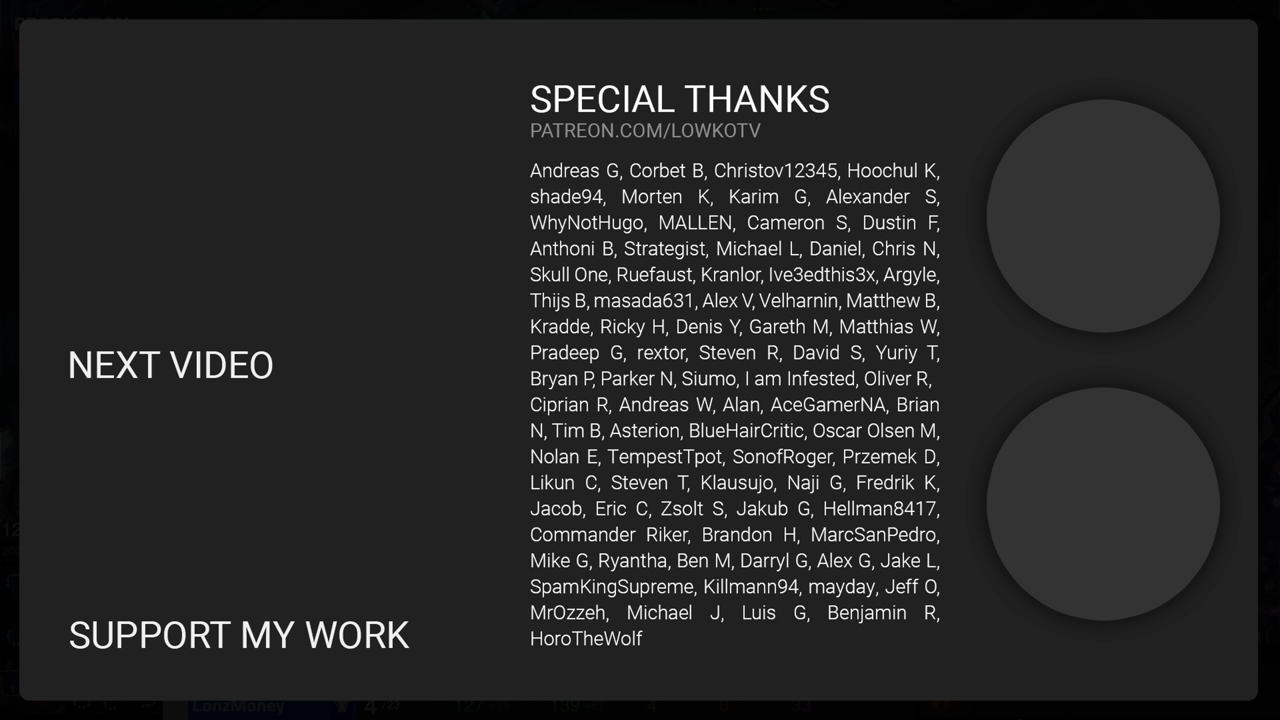 SPECIAL THANKS
PATREON.COM/LOWKOTV
Andreas G, Corbet B, Christov12345, Hoochul K,
shade94, Morten K, Karim G, Alexander S,
WhyNotHugo, MALLEN, Cameron S, Dustin F,
Anthoni B, Strategist, Michael L, Daniel, Chris N,
Skull One, Ruefaust, Kranlor, Ive3edthis3x, Argyle,
Thijs B, masada631, Alex V, Velharnin, Matthew B,
Kradde, Ricky H, Denis Y, Gareth M, Matthias W,
Pradeep G, rextor, Steven R, David S, Yuriy T,
Bryan P, Parker N, Siumo, I am Infested, Oliver R,
Ciprian R, Andreas W, Alan, AceGamerNA, Brian
N, Tim B, Asterion, BlueHairCritic, Oscar Olsen M,
Nolan E, TempestTpot, SonofRoger, Przemek D,
Likun C, Steven T, Klausujo, Naji G, Fredrik K,
Jacob, Eric C, Zsolt S, Jakub G, Hellman8417,
Commander Riker, Brandon H, MarcSanPedro,
Mike G, Ryantha, Ben M, Darryl G, Alex G, Jake L,
SpamKingSupreme, Killmann94, mayday, Jeff O,
MrOzzeh, Michael J, Luis G, Benjamin R,
HoroTheWolf
NEXT VIDEO
SUPPORT MY WORK
LonzMoney 4